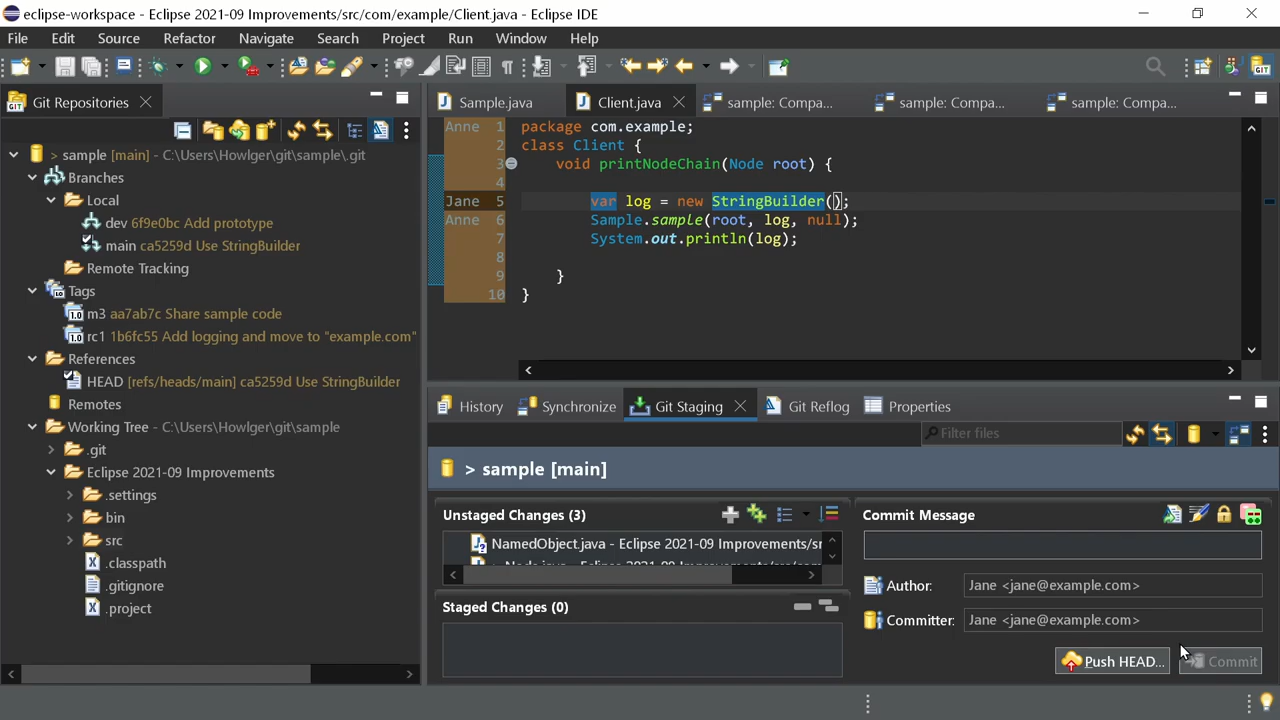 eclipse-workspace - Eclipse 2021-09 Improvements/src/com/example/Client.java - Eclipse IDE
File Edit Source Refactor Navigate Search Project Run Window Help
GIT
Git Repositories
> sample [main] - C:\Users\Howlger\git\sample\.git
Branches
Local
dev 6f9e0bc Add prototype
main ca5259d Use StringBuilder
Remote Tracking
Tags
1.0 m3 aa7ab7c Share sample code
1.0 rc1 1b6fc55 Add logging and move to "example.com"
References
HEAD [refs/heads/main] ca5259d Use StringBuilder
Remotes
Working Tree - C:\Users\Howlger\git\sample
.git
Eclipse 2021-09 Improvements
.settings
bin
src
.classpath
.gitignore
.project
Sample.java Client.java sample: Compa... sample: Compa... sample: Compa...
Anne 1 package com.example;
2 class Client {
3 void printNodeChain(Node root) {
4
Jane 5 var log = new StringBuilder();
Anne 6 Sample.sample(root, log, null);
7 System.out.println(log);
8
9 }
10 }
History Synchronize Git Staging Git Reflog Properties
Filter files
> sample [main]
Unstaged Changes (3)
NamedObject.java - Eclipse 2021-09 Improvements/sr
Staged Changes (0)
Commit Message
Author: Jane <jane@example.com>
Committer: Jane <jane@example.com>
Push HEAD... Commit